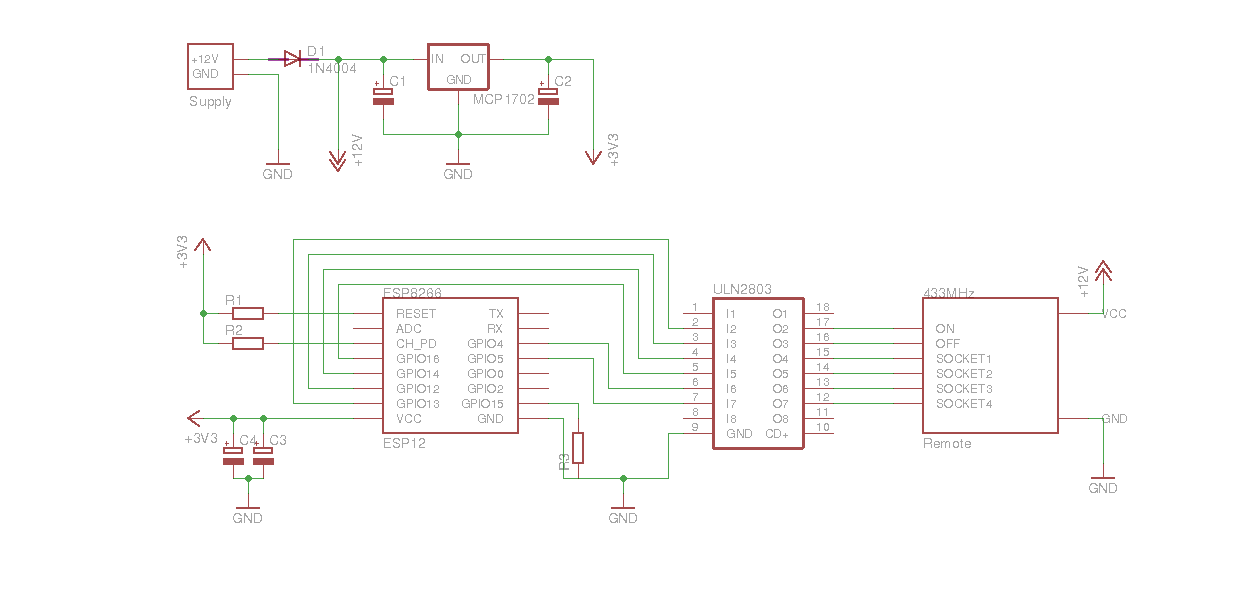 +12V
GND
Supply
D1
1N4004
+12V
GND
C1
IN OUT
GND
MCP1702
GND
C2
+3V3
+3V3
R1
R2
ESP8266
RESET TX
ADC RX
CH_PD GPIO4
GPIO16 GPIO5
GPIO14 GPIO0
GPIO12 GPIO2
GPIO13 GPIO15
VCC GND
ESP12
+3V3
C4 C3
GND
R3
GND
ULN2803
1 I1 O1 18
2 I2 O2 17
3 I3 O3 16
4 I4 O4 15
5 I5 O5 14
6 I6 O6 13
7 I7 O7 12
8 I8 O8 11
9 GND CD+ 10
433MHz
ON
OFF
SOCKET1
SOCKET2
SOCKET3
SOCKET4
Remote
+12V
VCC
GND
GND